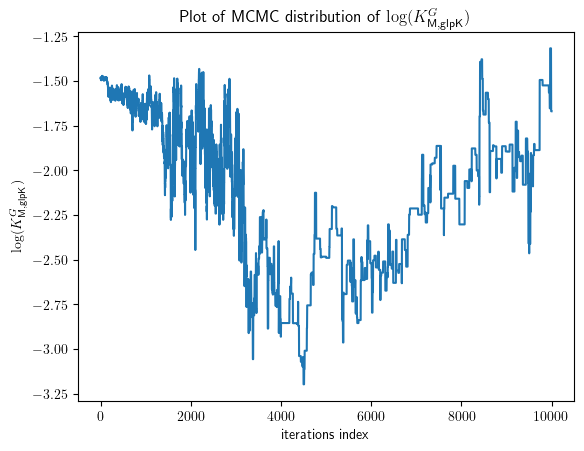 Plot of MCMC distribution of log(K^G_{M,glpK})
log(K^G_{M,glpK})
−1.25
−1.50
−1.75
−2.00
−2.25
−2.50
−2.75
−3.00
−3.25
0 2000 4000 6000 8000 10000
iterations index